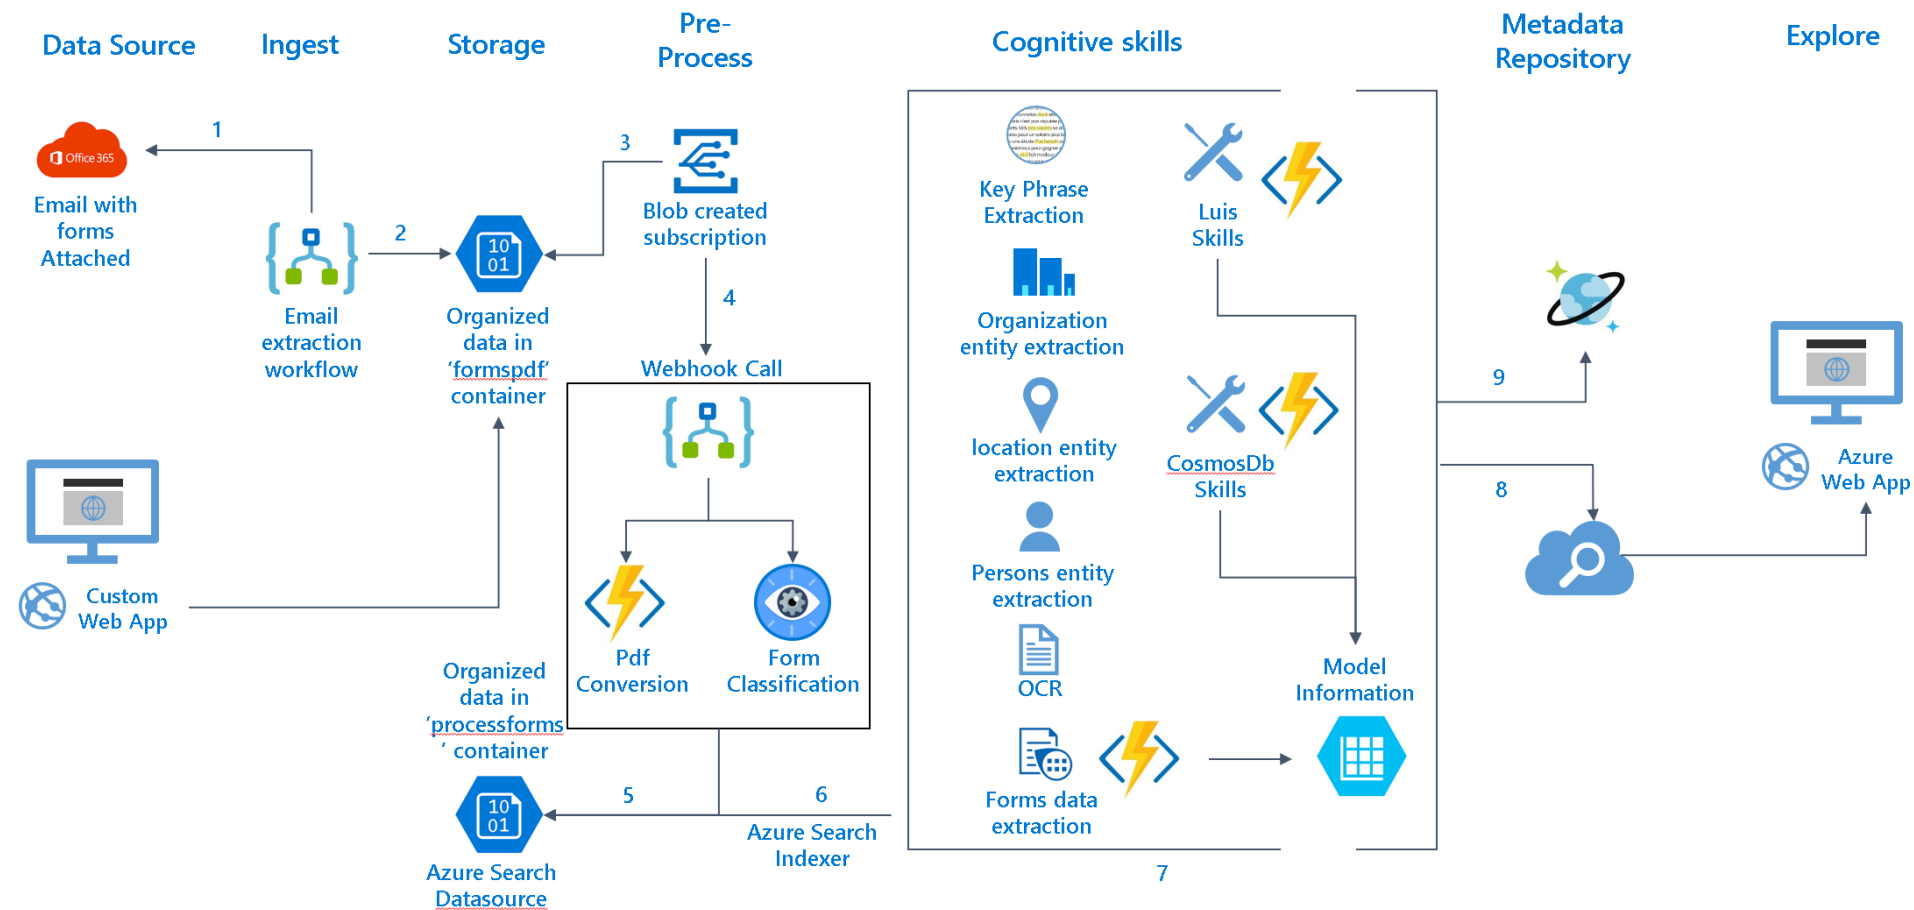 Data Source
Ingest
Storage
Pre-
Process
Cognitive skills
Metadata
Repository
Explore
1
Office 365
Email with
forms
Attached
2
Email
extraction
workflow
10
01
Organized
data in
‘formspdf’
container
3
Blob created
subscription
4
Webhook Call
Custom
Web App
Pdf
Conversion
Form
Classification
Organized
data in
‘processforms
’ container
10
01
Azure Search
Datasource
5
6
Azure Search
Indexer
Key Phrase
Extraction
Organization
entity extraction
location entity
extraction
Persons entity
extraction
OCR
Forms data
extraction
Luis
Skills
CosmosDb
Skills
Model
Information
7
9
8
Azure
Web App